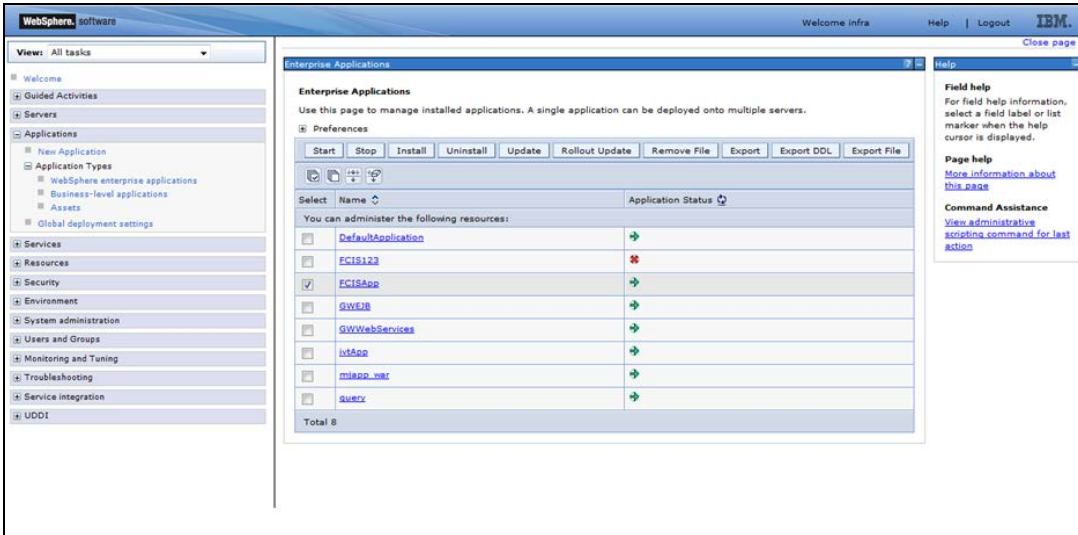 WebSphere. software
Welcome infra
Help | Logout
IBM.
Close page
View: All tasks
Welcome
Guided Activities
Servers
Applications
New Application
Application Types
WebSphere enterprise applications
Business-level applications
Assets
Global deployment settings
Services
Resources
Security
Environment
System administration
Users and Groups
Monitoring and Tuning
Troubleshooting
Service integration
UDDI
Enterprise Applications
Enterprise Applications
Use this page to manage installed applications. A single application can be deployed onto multiple servers.
Preferences
Start Stop Install Uninstall Update Rollout Update Remove File Export Export DDL Export File
Select Name Application Status
You can administer the following resources:
DefaultApplication
FCIS123
FCISApp
GWEJB
GWWebServices
ivtApp
mjapp_war
query
Total 8
Help
Field help
For field help information,
select a field label or list
marker when the help
cursor is displayed.
Page help
More information about
this page
Command Assistance
View administrative
scripting command for last
action